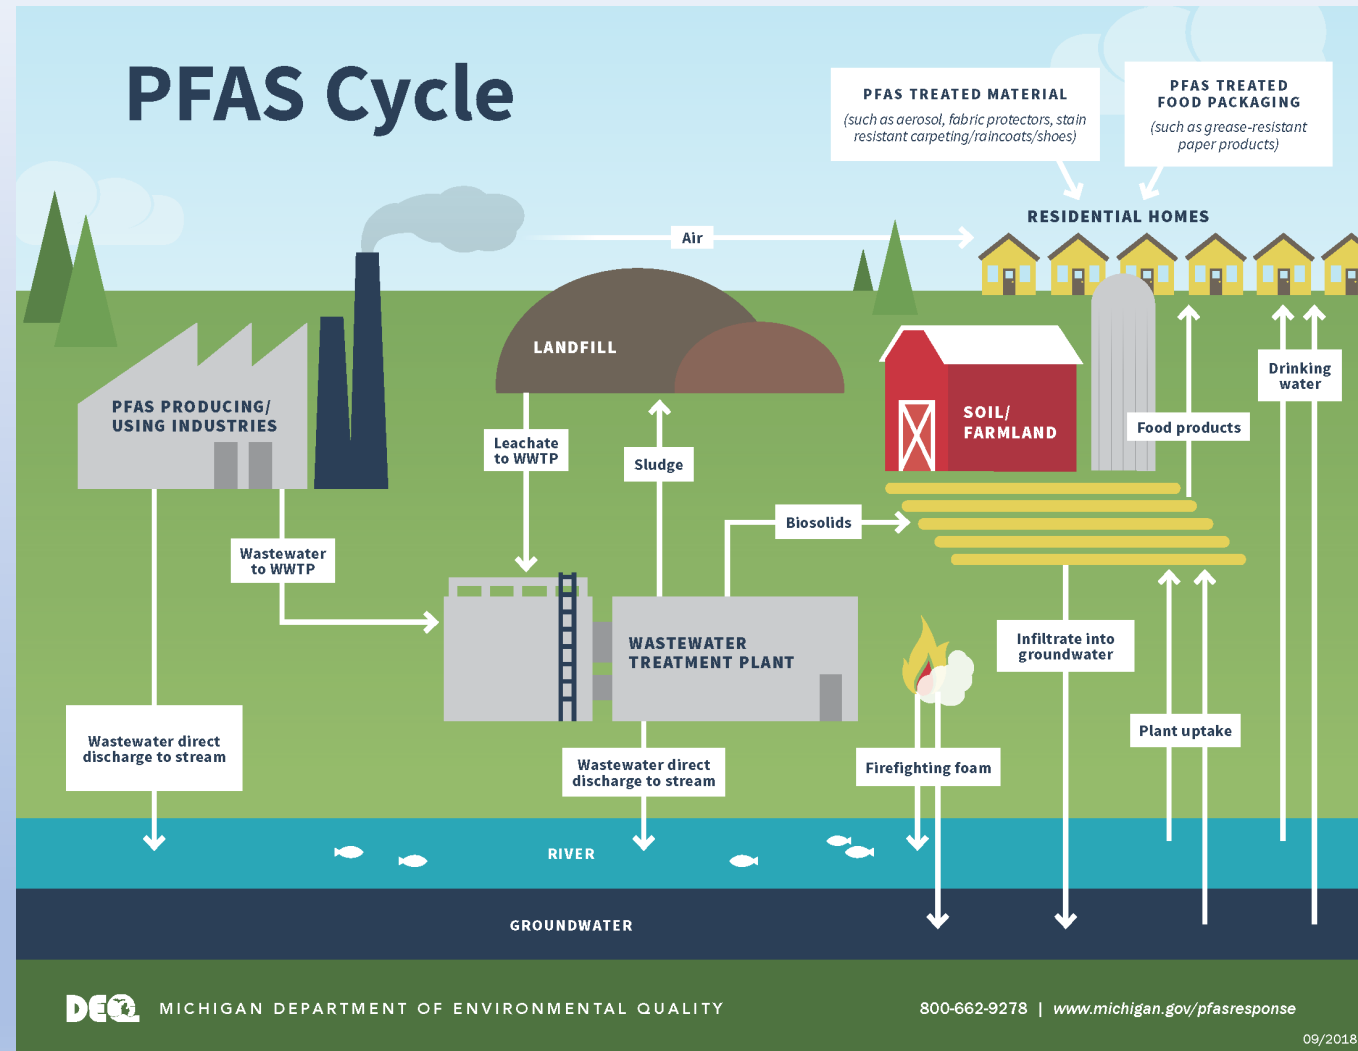 PFAS Cycle
PFAS TREATED MATERIAL
(such as aerosol, fabric protectors, stain
resistant carpeting/raincoats/shoes)
PFAS TREATED
FOOD PACKAGING
(such as grease-resistant
paper products)
RESIDENTIAL HOMES
Air
LANDFILL
PFAS PRODUCING/
USING INDUSTRIES
SOIL/
FARMLAND
Drinking
water
Food products
Leachate
to WWTP
Sludge
Biosolids
Wastewater
to WWTP
WASTEWATER
TREATMENT PLANT
Infiltrate into
groundwater
Plant uptake
Wastewater direct
discharge to stream
Wastewater direct
discharge to stream
Firefighting foam
RIVER
GROUNDWATER
DEQ MICHIGAN DEPARTMENT OF ENVIRONMENTAL QUALITY
800-662-9278 | www.michigan.gov/pfasresponse
09/2018